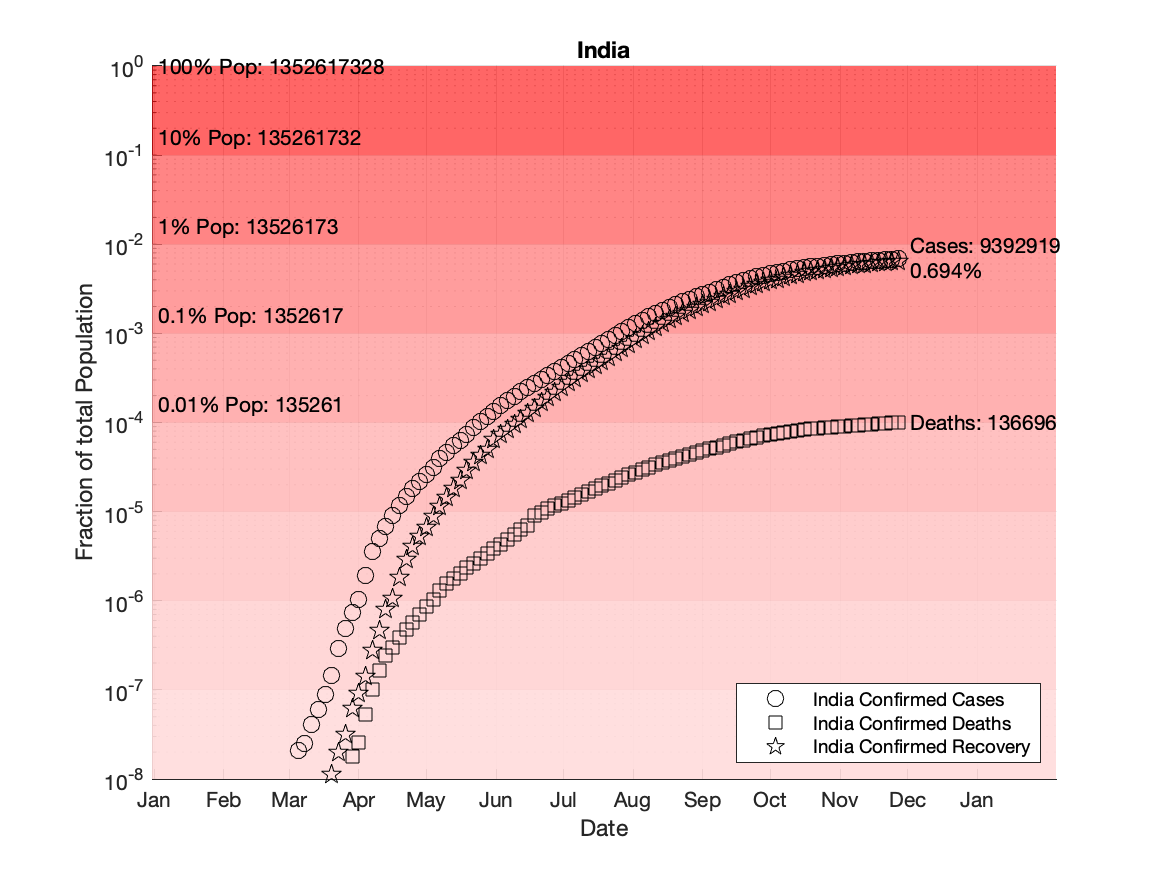 India
10^0
100% Pop: 1352617328
10% Pop: 135261732
10^-1
1% Pop: 13526173
10^-2
Cases: 9392919
0.694%
0.1% Pop: 1352617
10^-3
0.01% Pop: 135261
10^-4
Deaths: 136696
10^-5
10^-6
10^-7
10^-8
Fraction of total Population
India Confirmed Cases
India Confirmed Deaths
India Confirmed Recovery
Jan Feb Mar Apr May Jun Jul Aug Sep Oct Nov Dec Jan
Date